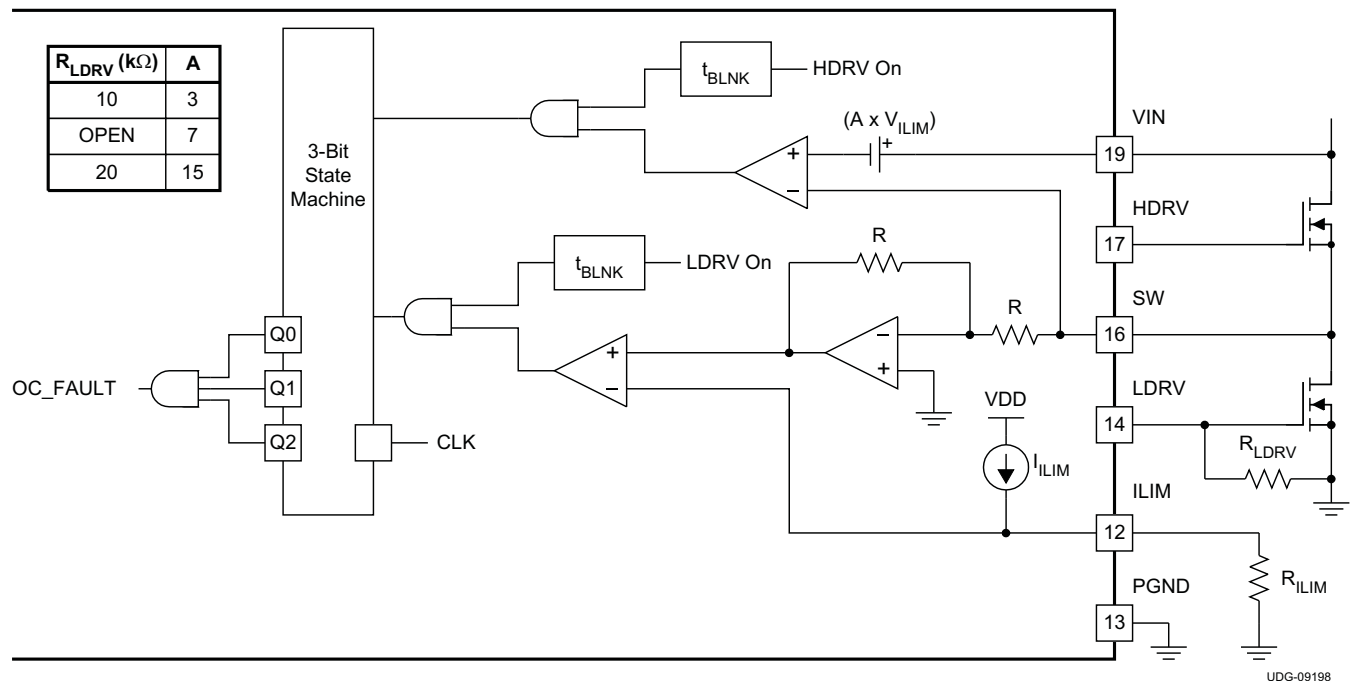 R_LDRV (kΩ) A
10 3
OPEN 7
20 15
3-Bit
State
Machine
t_BLNK
HDRV On
(A x V_ILIM)
+
+
−
VIN
19
HDRV
17
t_BLNK
LDRV On
R
R
SW
16
+
−
−
+
LDRV
14
R_LDRV
Q0
Q1
Q2
OC_FAULT
CLK
VDD
I_ILIM
ILIM
12
R_ILIM
PGND
13
UDG-09198